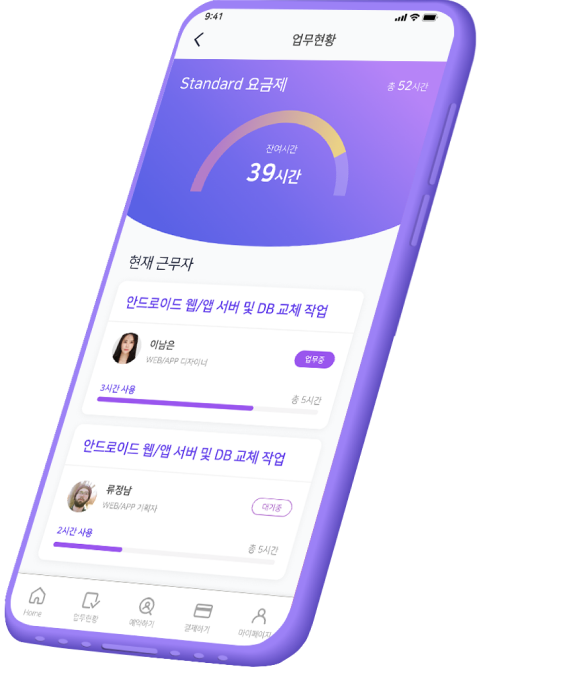 9:41
업무현황
Standard 요금제
총 52시간
잔여시간
39시간
현재 근무자
안드로이드 웹/앱 서버 및 DB 교체 작업
이남은
업무중
WEB/APP 디자이너
3시간 사용
총 5시간
안드로이드 웹/앱 서버 및 DB 교체 작업
류정남
대기중
WEB/APP 기획자
2시간 사용
총 5시간
Home
업무현황
예약하기
결제하기
마이페이지